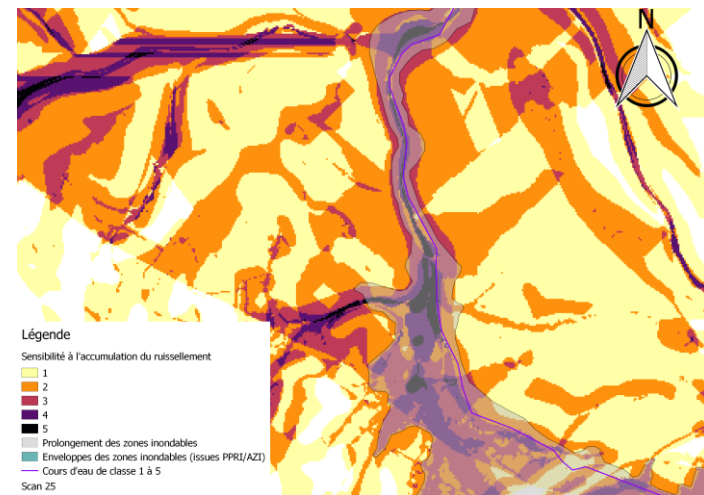 N
Légende
Sensibilité à l'accumulation du ruissellement
1
2
3
4
5
Prolongement des zones inondables
Enveloppes des zones inondables (issues PPRI/AZI)
Cours d'eau de classe 1 à 5
Scan 25